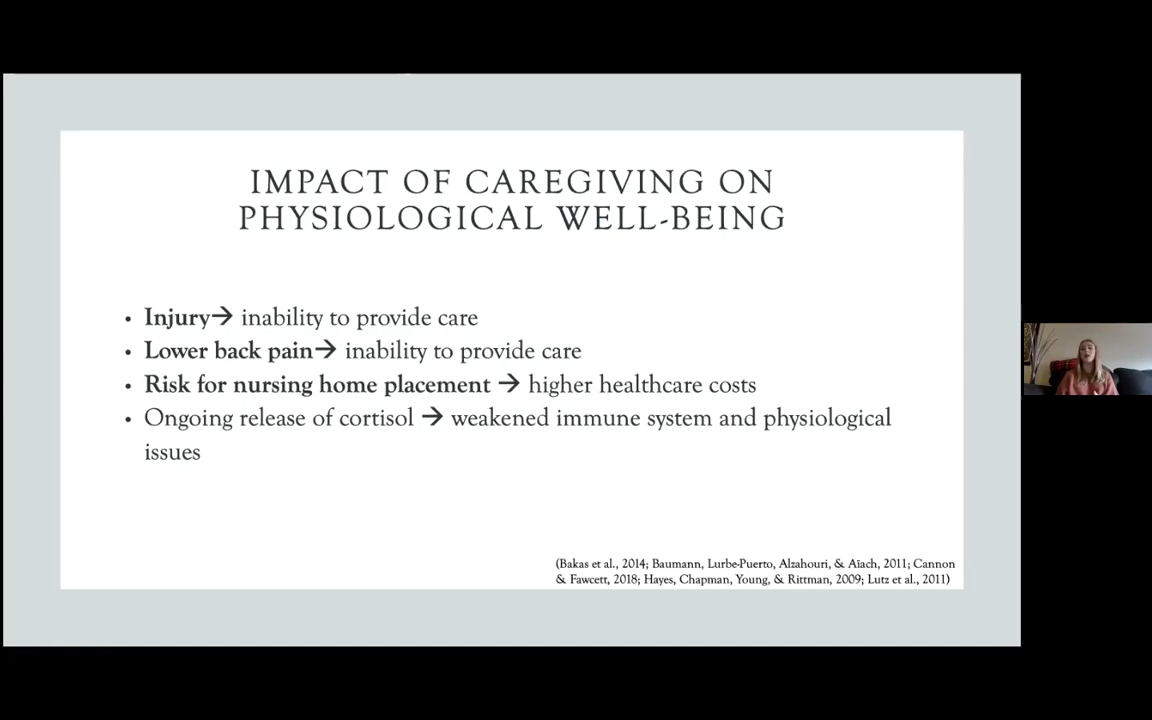 IMPACT OF CAREGIVING ON
PHYSIOLOGICAL WELL-BEING
• Injury→ inability to provide care
• Lower back pain→ inability to provide care
• Risk for nursing home placement → higher healthcare costs
• Ongoing release of cortisol → weakened immune system and physiological
issues
(Bakas et al., 2014; Baumann, Lurbe-Puerto, Alzahouri, & Aïach, 2011; Cannon
& Fawcett, 2018; Hayes, Chapman, Young, & Rittman, 2009; Lutz et al., 2011)